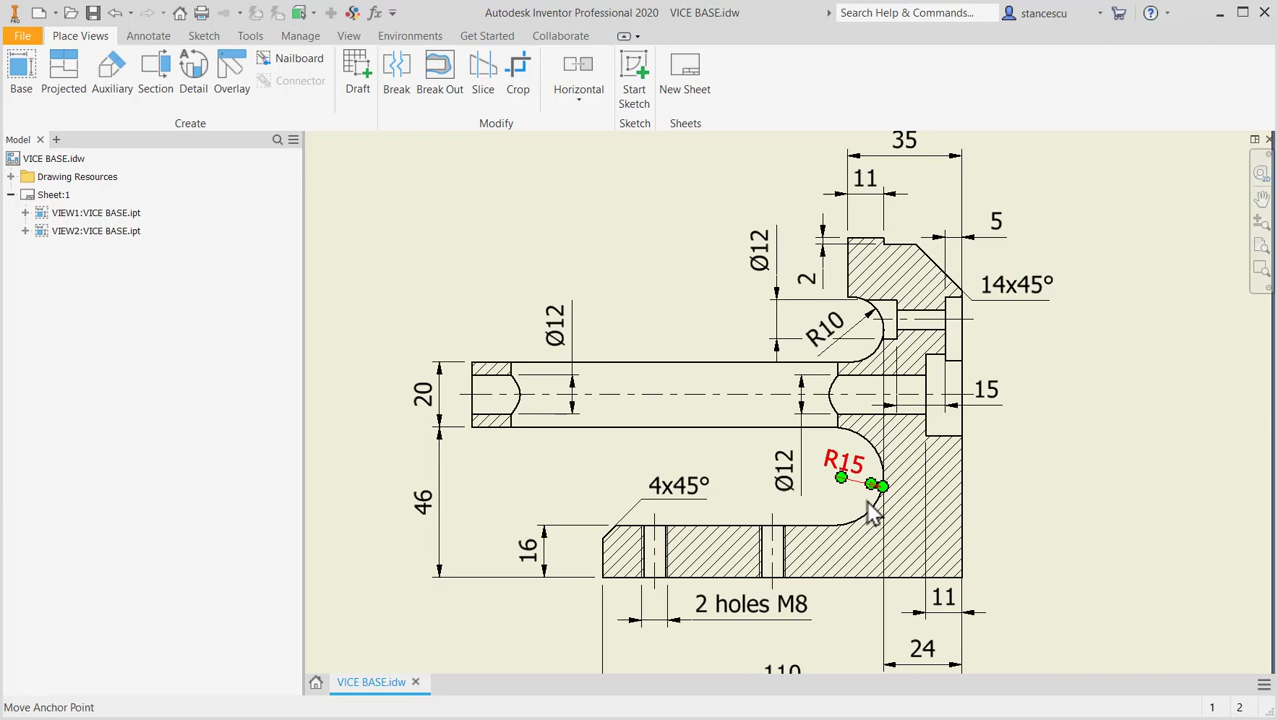 PRO
Autodesk Inventor Professional 2020
VICE BASE.idw
Search Help & Commands...
stancescu
File
Place Views
Annotate
Sketch
Tools
Manage
View
Environments
Get Started
Collaborate
Base
Projected
Auxiliary
Section
Detail
Overlay
Nailboard
Connector
Draft
Break
Break Out
Slice
Crop
Horizontal
Start
Sketch
New Sheet
Create
Modify
Sketch
Sheets
Model
VICE BASE.idw
Drawing Resources
Sheet:1
VIEW1:VICE BASE.ipt
VIEW2:VICE BASE.ipt
35
11
5
Ø12
2
14x45°
R10
Ø12
20
15
R15
Ø12
46
4x45°
16
2 holes M8
11
24
110
VICE BASE.idw
Move Anchor Point
1
2